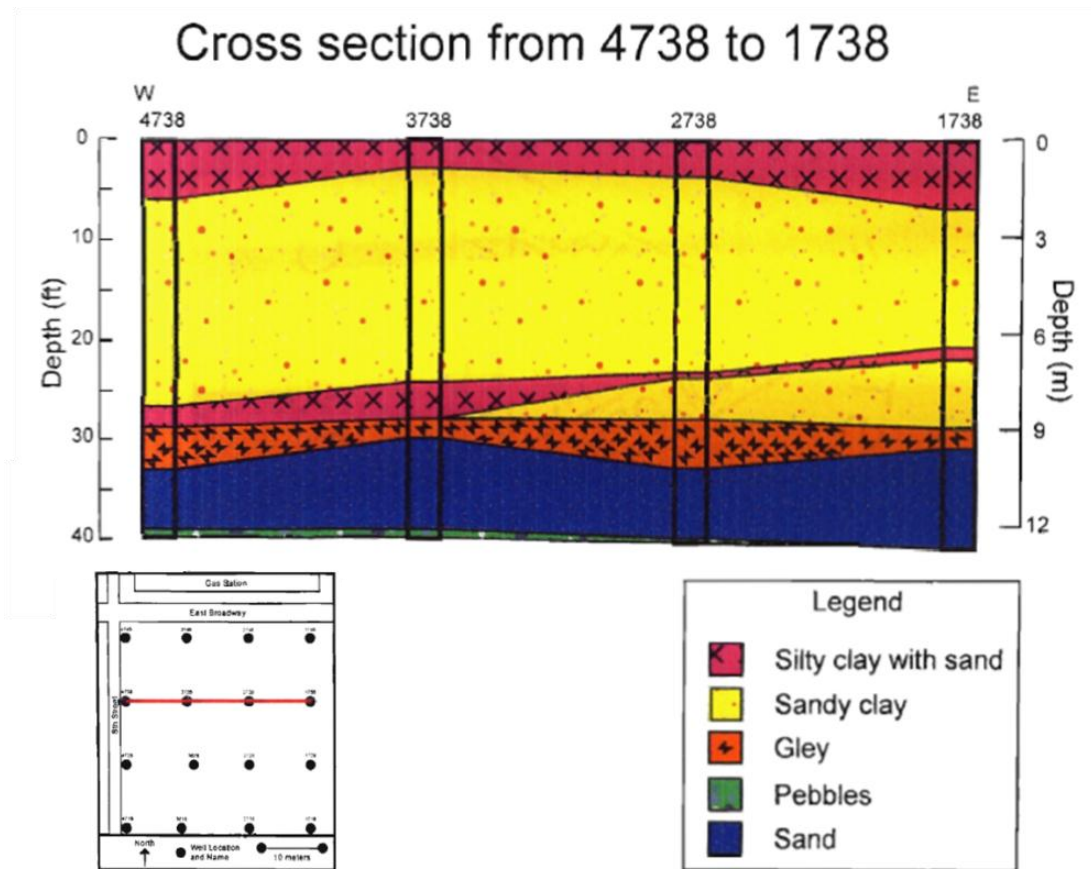 Cross section from 4738 to 1738
W
E
4738 3738 2738 1738
0
10
20
30
40
Depth (ft)
0
3
6
9
12
Depth (m)
Gas Station
East Broadway
8th Street
North
Well Location
and Name
10 meters
Legend
Silty clay with sand
Sandy clay
Gley
Pebbles
Sand